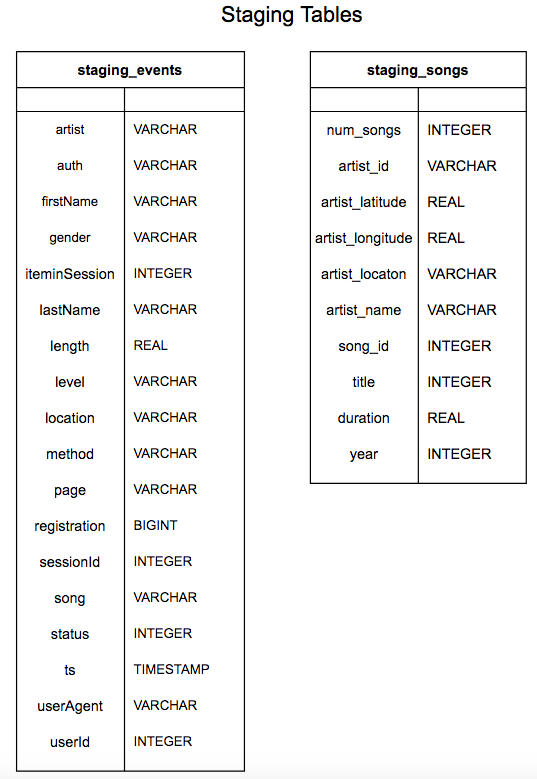 Staging Tables
staging_events
artist VARCHAR
auth VARCHAR
firstName VARCHAR
gender VARCHAR
iteminSession INTEGER
lastName VARCHAR
length REAL
level VARCHAR
location VARCHAR
method VARCHAR
page VARCHAR
registration BIGINT
sessionId INTEGER
song VARCHAR
status INTEGER
ts TIMESTAMP
userAgent VARCHAR
userId INTEGER
staging_songs
num_songs INTEGER
artist_id VARCHAR
artist_latitude REAL
artist_longitude REAL
artist_locaton VARCHAR
artist_name VARCHAR
song_id INTEGER
title INTEGER
duration REAL
year INTEGER